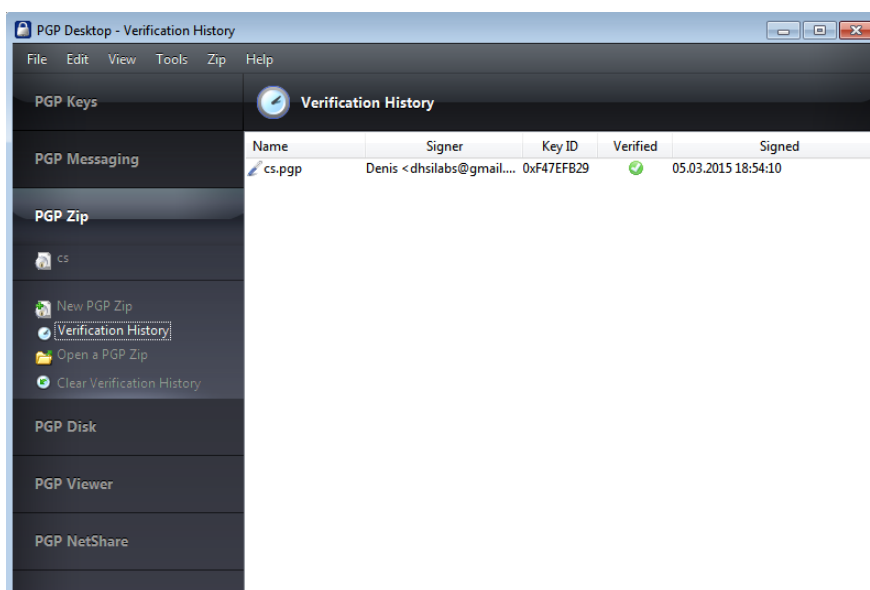 PGP Desktop - Verification History
File Edit View Tools Zip Help
PGP Keys
PGP Messaging
PGP Zip
cs
New PGP Zip
Verification History
Open a PGP Zip
Clear Verification History
PGP Disk
PGP Viewer
PGP NetShare
Verification History
Name Signer Key ID Verified Signed
cs.pgp Denis <dhsilabs@gmail.... 0xF47EFB29 05.03.2015 18:54:10